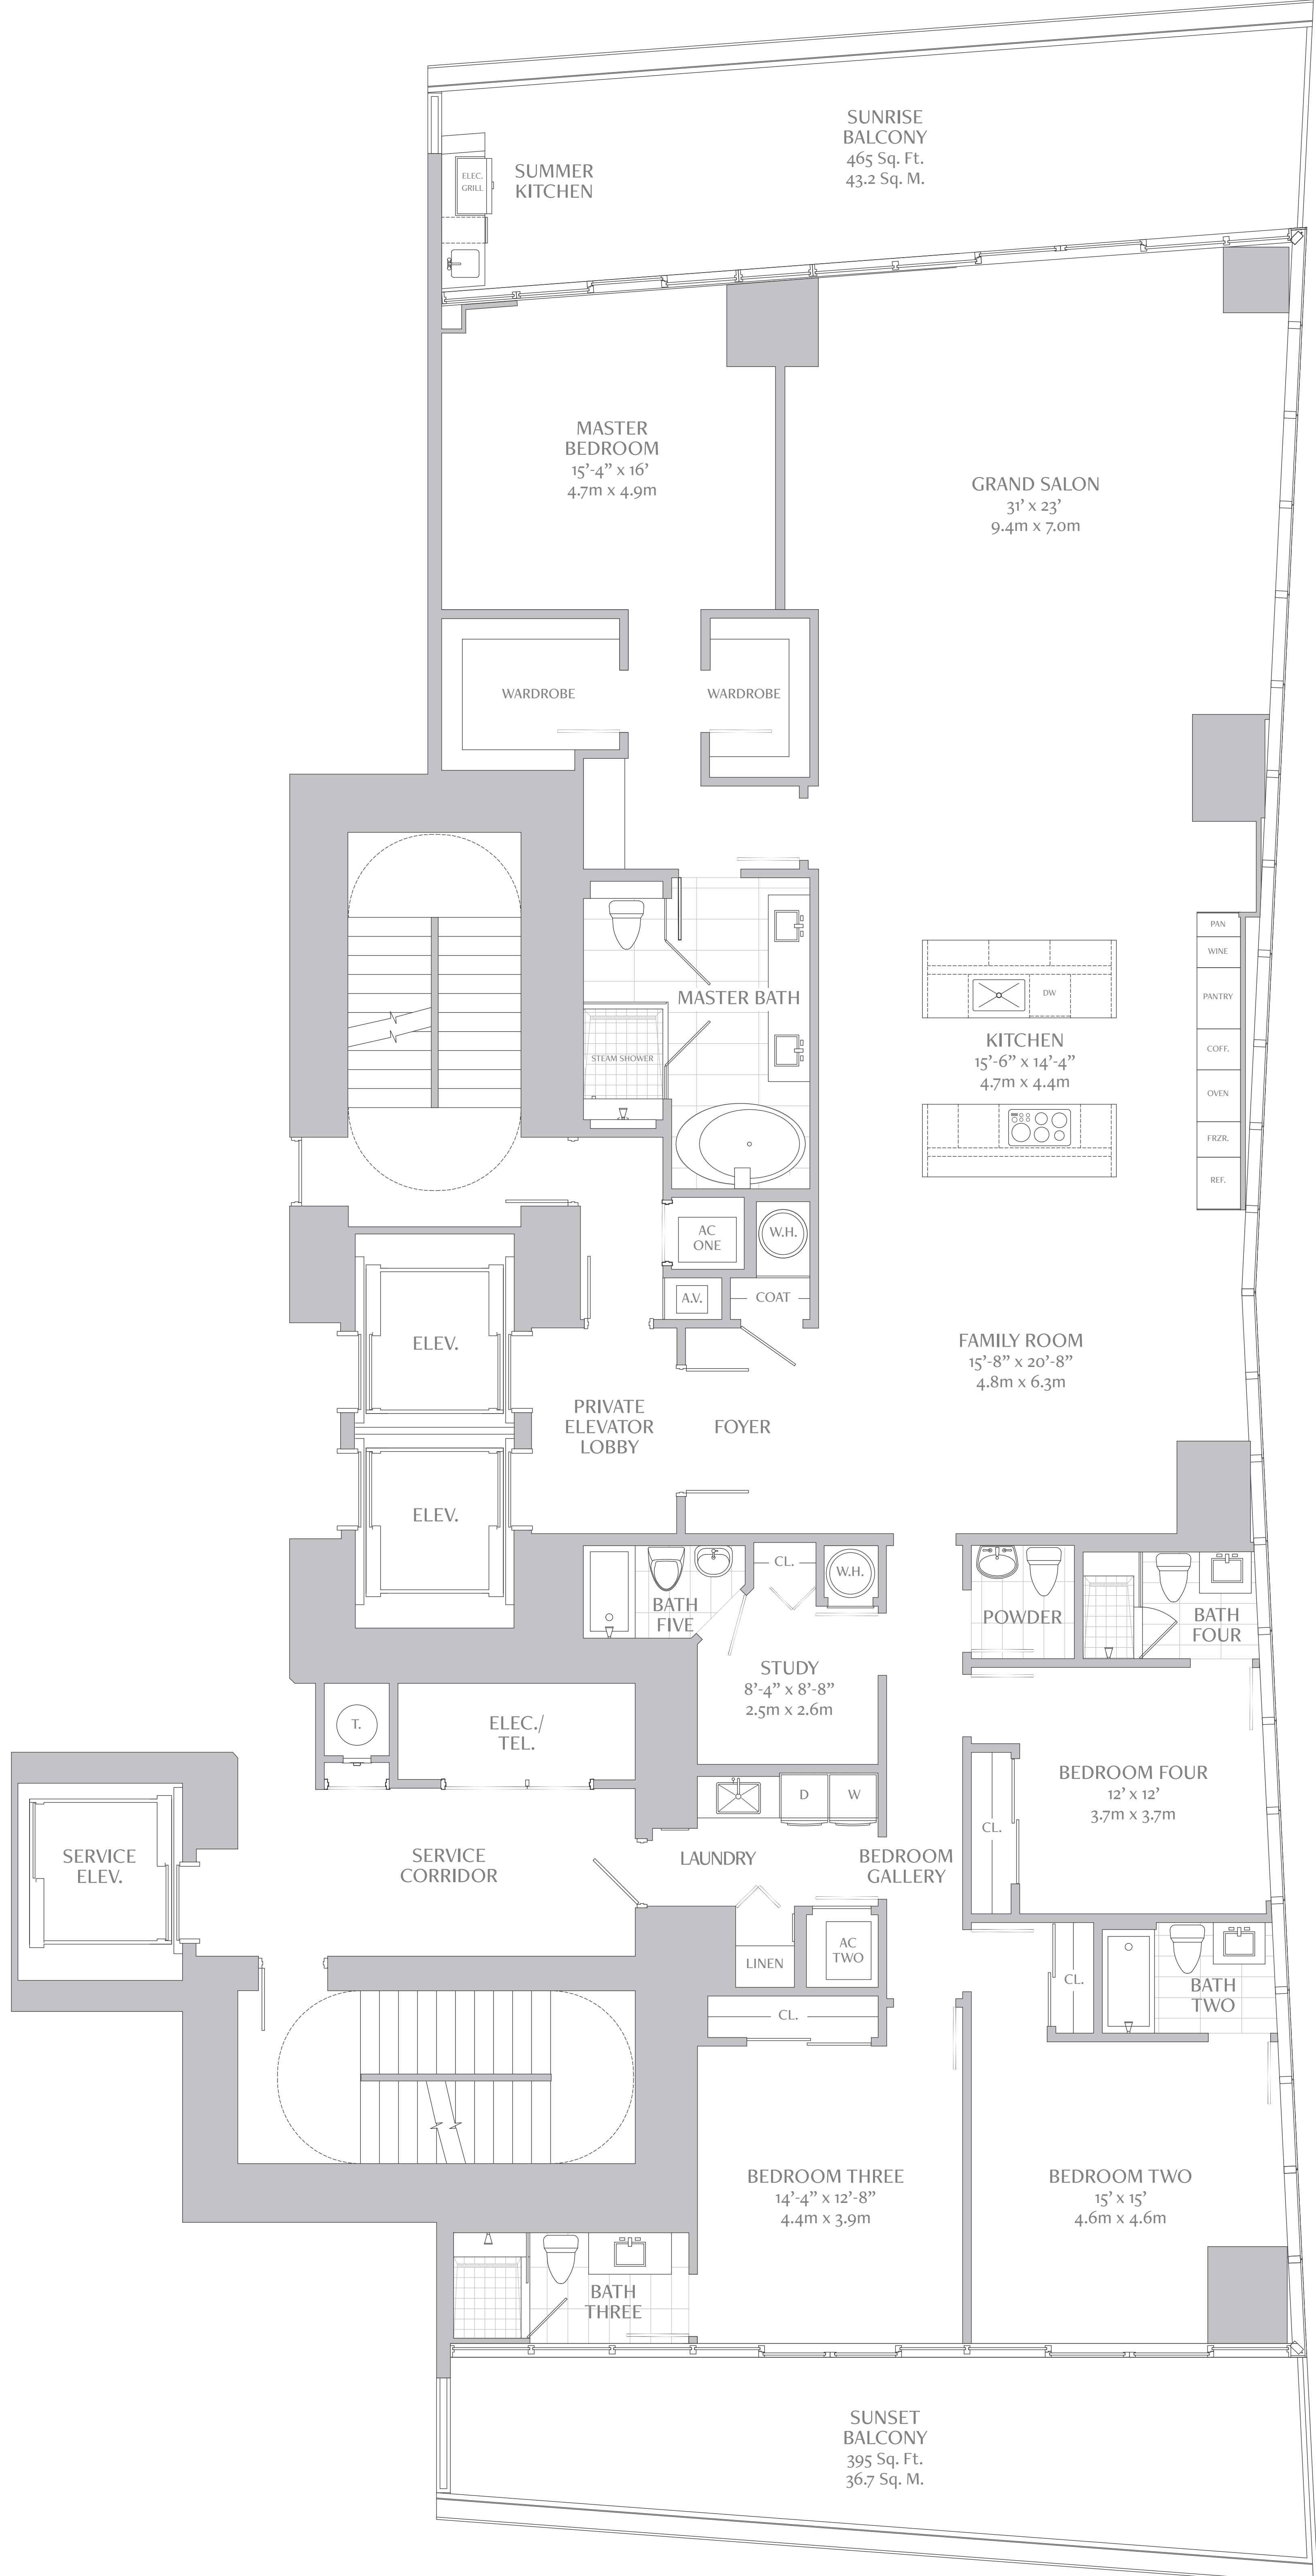 SUNRISE
BALCONY
465 Sq. Ft.
43.2 Sq. M.
SUMMER
KITCHEN
ELEC.
GRILL
MASTER
BEDROOM
15’-4” x 16’
4.7m x 4.9m
GRAND SALON
31’ x 23’
9.4m x 7.0m
WARDROBE
WARDROBE
MASTER BATH
STEAM SHOWER
DW
KITCHEN
15’-6” x 14’-4”
4.7m x 4.4m
PAN
WINE
PANTRY
COFF.
OVEN
FRZR.
REF.
AC
ONE
W.H.
A.V.
COAT
ELEV.
FAMILY ROOM
15’-8” x 20’-8”
4.8m x 6.3m
PRIVATE
ELEVATOR
LOBBY
FOYER
ELEV.
BATH
FIVE
CL.
W.H.
POWDER
BATH
FOUR
STUDY
8’-4” x 8’-8”
2.5m x 2.6m
T.
ELEC./
TEL.
BEDROOM FOUR
12’ x 12’
3.7m x 3.7m
D
W
CL.
SERVICE
ELEV.
SERVICE
CORRIDOR
LAUNDRY
BEDROOM
GALLERY
LINEN
AC
TWO
CL.
BATH
TWO
CL.
BEDROOM THREE
14’-4” x 12’-8”
4.4m x 3.9m
BEDROOM TWO
15’ x 15’
4.6m x 4.6m
BATH
THREE
SUNSET
BALCONY
395 Sq. Ft.
36.7 Sq. M.